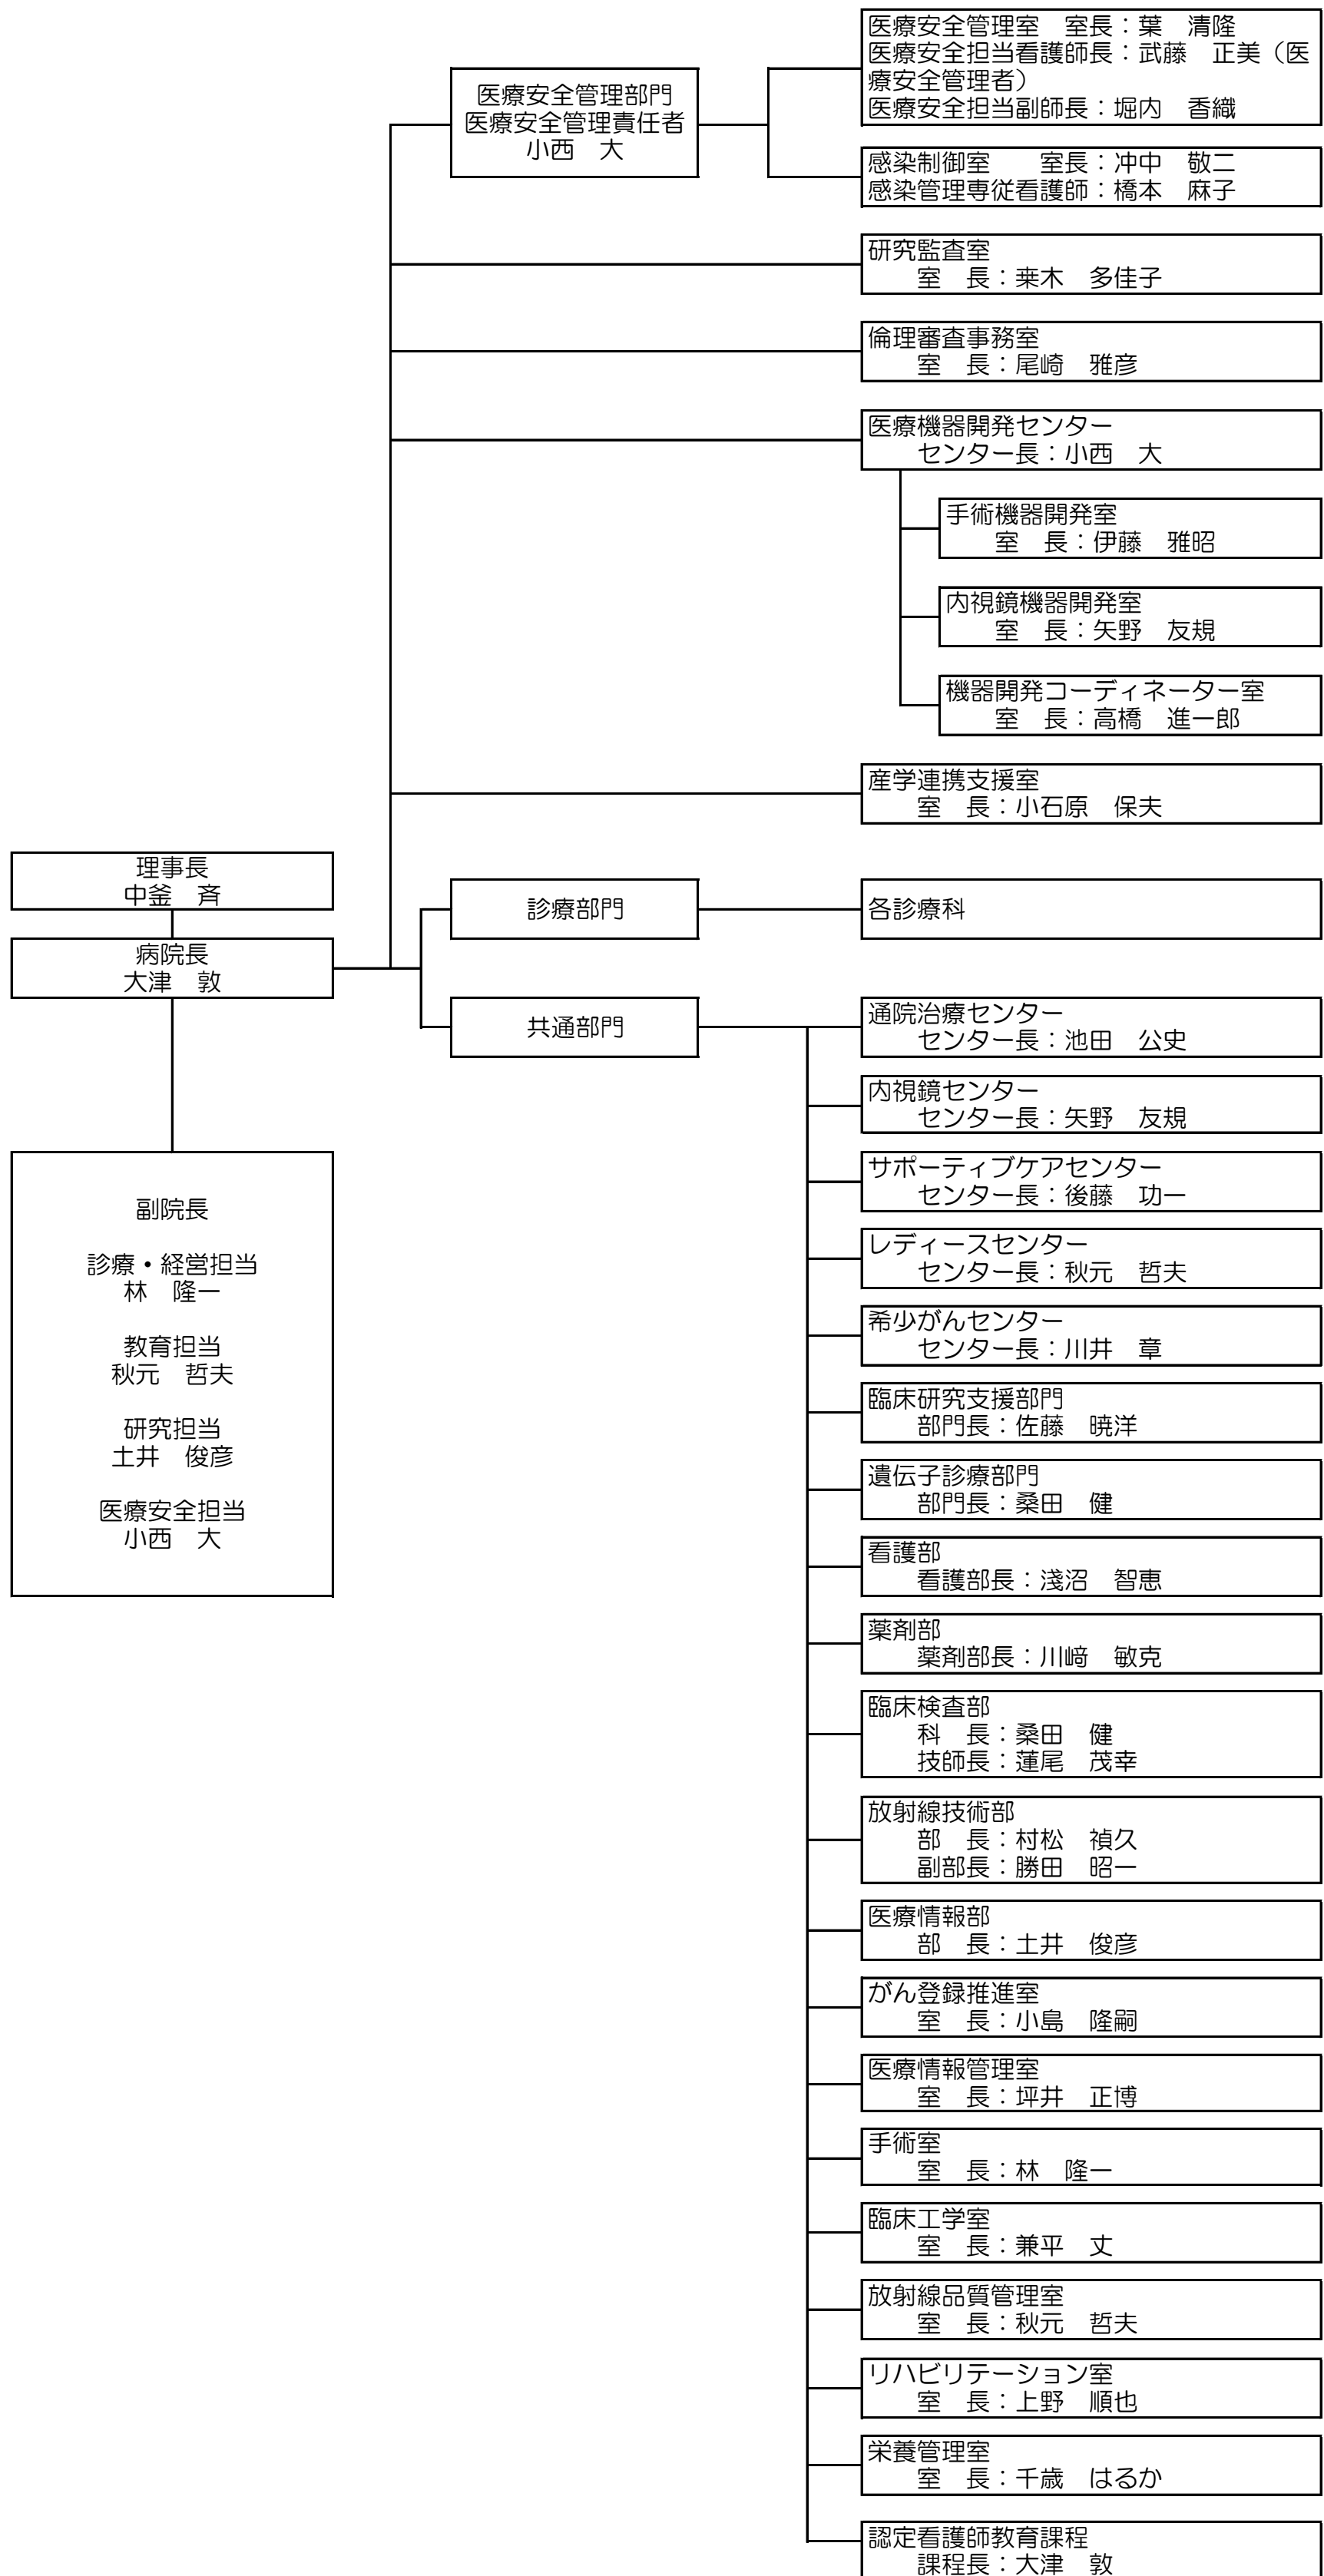 医療安全管理室　室長：葉　清隆
医療安全担当看護師長：武藤　正美（医
療安全管理者）
医療安全担当副師長：堀内　香織
医療安全管理部門
医療安全管理責任者
小西　大
感染制御室　　室長：冲中　敬二
感染管理専従看護師：橋本　麻子
研究監査室
室　長：桒木　多佳子
倫理審査事務室
室　長：尾崎　雅彦
医療機器開発センター
センター長：小西　大
手術機器開発室
室　長：伊藤　雅昭
内視鏡機器開発室
室　長：矢野　友規
機器開発コーディネーター室
室　長：高橋　進一郎
産学連携支援室
室　長：小石原　保夫
理事長
中釜　斉
病院長
大津　敦
診療部門
各診療科
共通部門
副院長
診療・経営担当
林　隆一
教育担当
秋元　哲夫
研究担当
土井　俊彦
医療安全担当
小西　大
通院治療センター
センター長：池田　公史
内視鏡センター
センター長：矢野　友規
サポーティブケアセンター
センター長：後藤　功一
レディースセンター
センター長：秋元　哲夫
希少がんセンター
センター長：川井　章
臨床研究支援部門
部門長：佐藤　暁洋
遺伝子診療部門
部門長：桑田　健
看護部
看護部長：淺沼　智恵
薬剤部
薬剤部長：川﨑　敏克
臨床検査部
科　長：桑田　健
技師長：蓮尾　茂幸
放射線技術部
部　長：村松　禎久
副部長：勝田　昭一
医療情報部
部　長：土井　俊彦
がん登録推進室
室　長：小島　隆嗣
医療情報管理室
室　長：坪井　正博
手術室
室　長：林　隆一
臨床工学室
室　長：兼平　丈
放射線品質管理室
室　長：秋元　哲夫
リハビリテーション室
室　長：上野　順也
栄養管理室
室　長：千歳　はるか
認定看護師教育課程
課程長：大津　敦